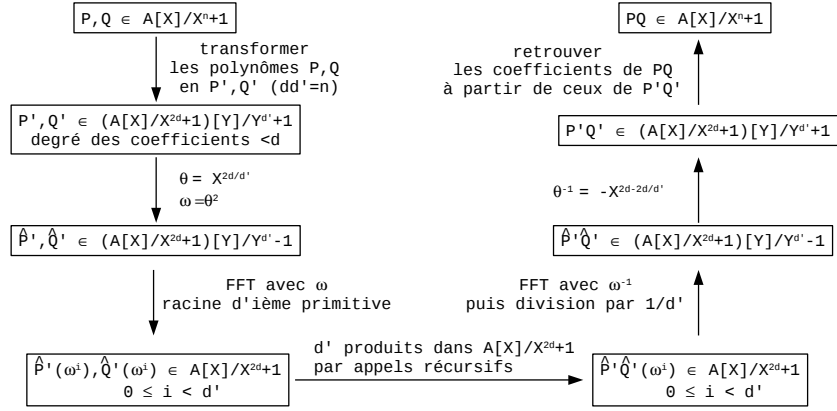 P,Q ∈ A[X]/Xⁿ+1
transformer
les polynômes P,Q
en P',Q' (dd'=n)
P',Q' ∈ (A[X]/X²ᵈ+1)[Y]/Yᵈ'+1
degré des coefficients <d
θ = X²ᵈ/ᵈ'
ω =θ²
P̂',Q̂' ∈ (A[X]/X²ᵈ+1)[Y]/Yᵈ'-1
FFT avec ω
racine d'ième primitive
P̂'(ωⁱ),Q̂'(ωⁱ) ∈ A[X]/X²ᵈ+1
0 ≤ i < d'
d' produits dans A[X]/X²ᵈ+1
par appels récursifs
P̂'Q̂'(ωⁱ) ∈ A[X]/X²ᵈ+1
0 ≤ i < d'
FFT avec ω⁻¹
puis division par 1/d'
P̂'Q̂' ∈ (A[X]/X²ᵈ+1)[Y]/Yᵈ'-1
θ⁻¹ = -X²ᵈ⁻²ᵈ/ᵈ'
P'Q' ∈ (A[X]/X²ᵈ+1)[Y]/Yᵈ'+1
retrouver
les coefficients de PQ
à partir de ceux de P'Q'
PQ ∈ A[X]/Xⁿ+1